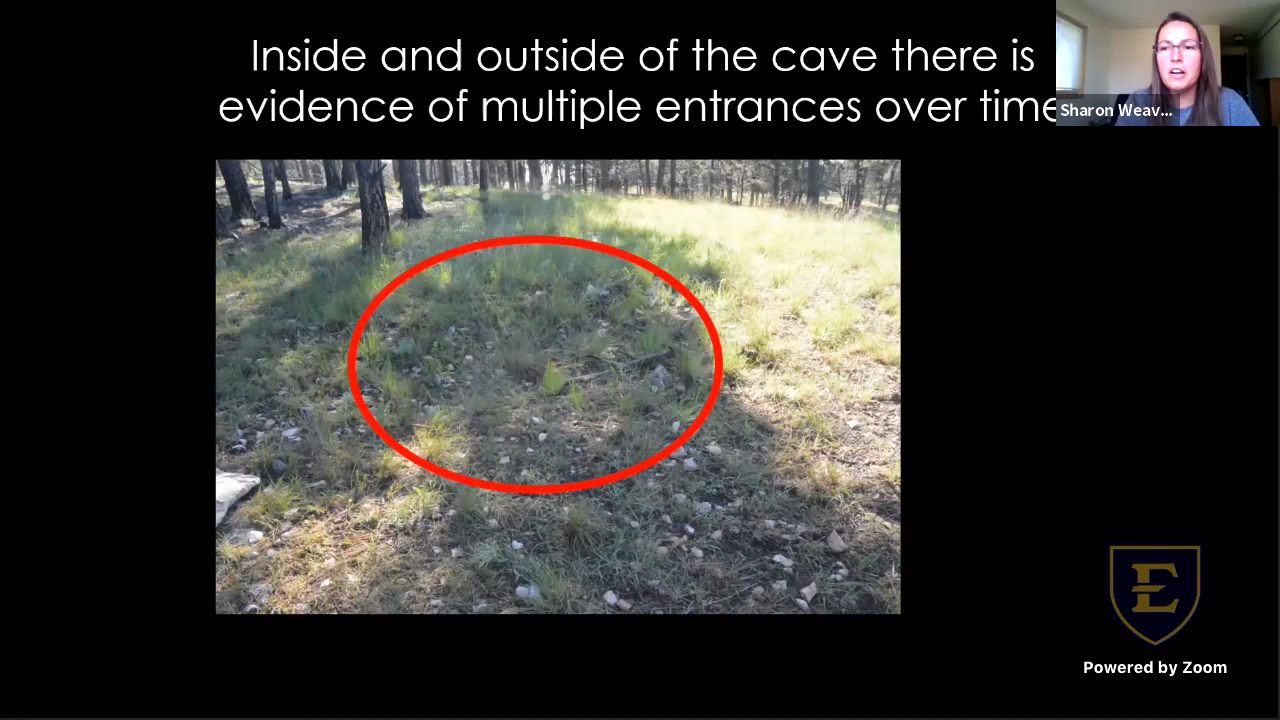 Inside and outside of the cave there is
evidence of multiple entrances over time
Sharon Weav...
E
Powered by Zoom